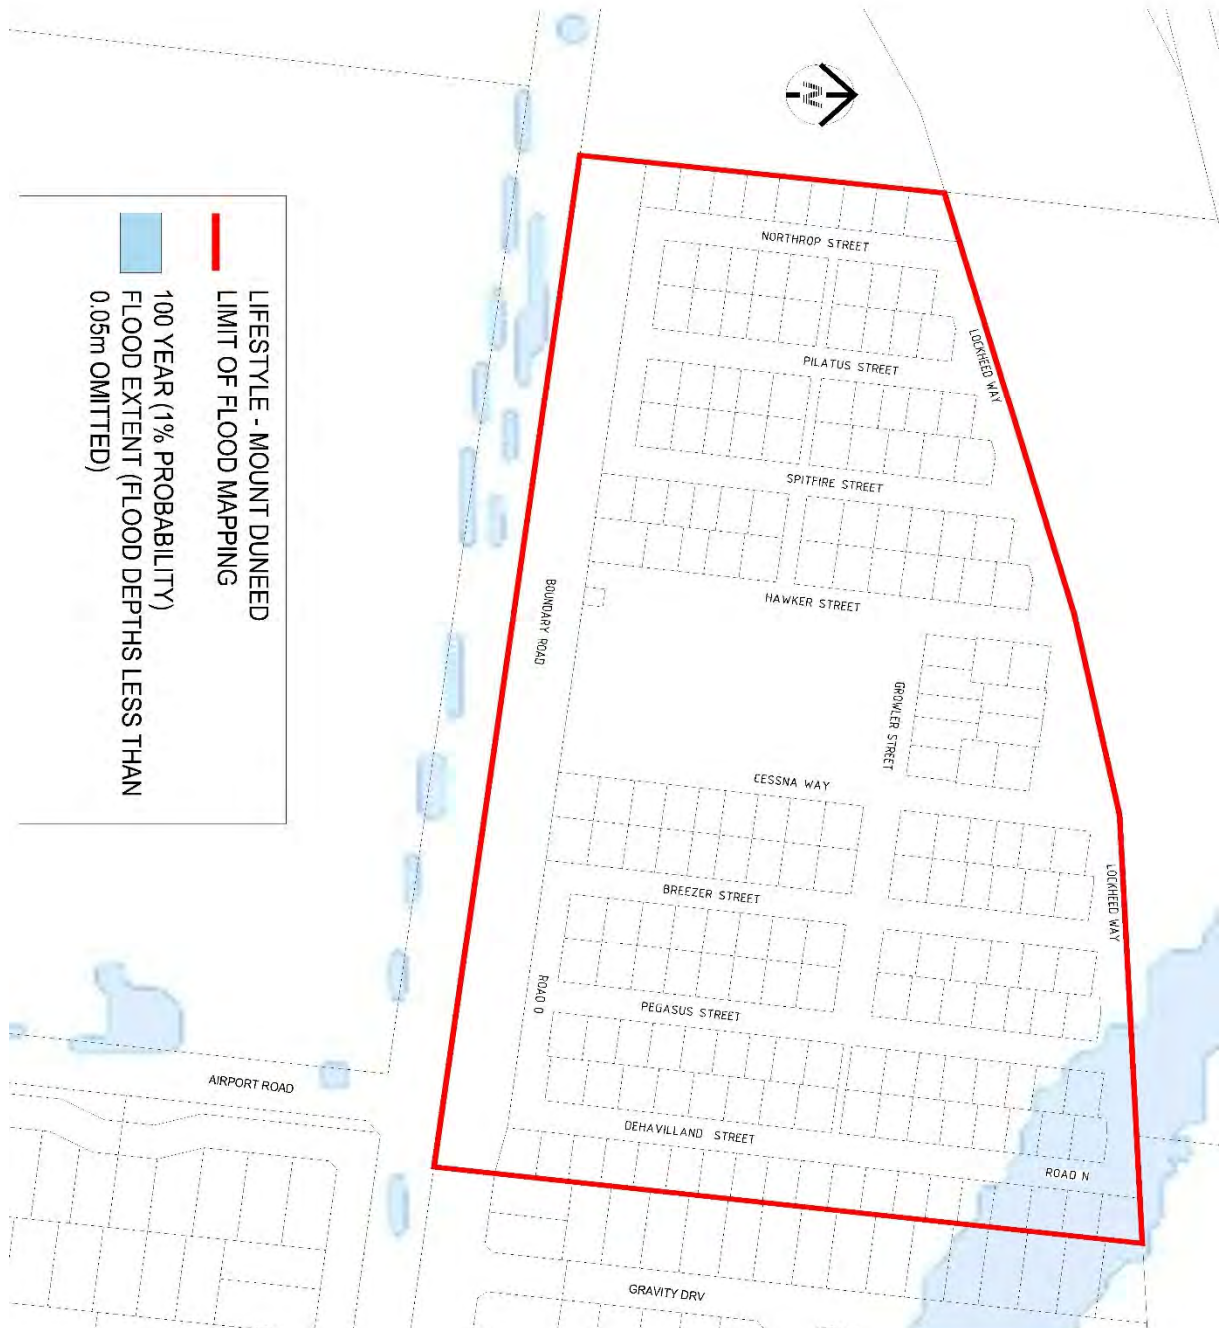 N
NORTHROP STREET
PILATUS STREET
LOCKHEED WAY
SPITFIRE STREET
HAWKER STREET
BOUNDARY ROAD
GROWLER STREET
CESSNA WAY
LOCKHEED WAY
BREEZER STREET
ROAD O
PEGASUS STREET
DEHAVILLAND STREET
ROAD N
AIRPORT ROAD
GRAVITY DRV
LIFESTYLE - MOUNT DUNEED
LIMIT OF FLOOD MAPPING
100 YEAR (1% PROBABILITY)
FLOOD EXTENT (FLOOD DEPTHS LESS THAN
0.05m OMITTED)